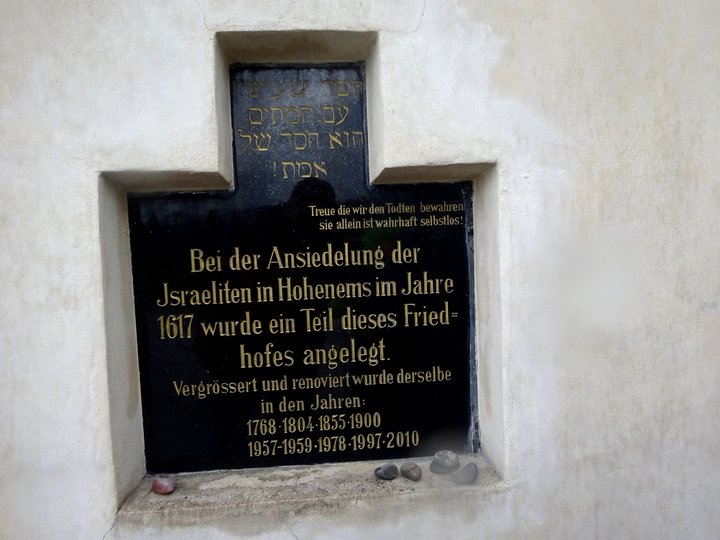 חסד שעושין
עם המתים
הוא חסד של
אמת!
Treue die wir den Todten bewahren
sie allein ist wahrhaft selbstlos!
Bei der Ansiedelung der
Jsraeliten in Hohenems im Jahre
1617 wurde ein Teil dieses Fried=
hofes angelegt.
Vergrössert und renoviert wurde derselbe
in den Jahren:
1768·1804·1855·1900
1957-1959·1978·1997·2010